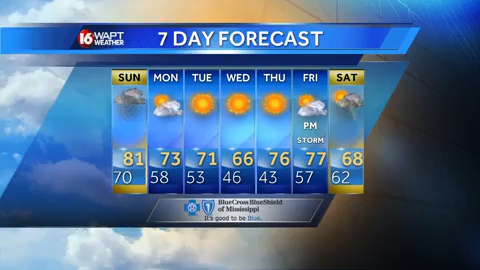 16 WAPT WEATHER
7 DAY FORECAST
SUN MON TUE WED THU FRI SAT
PM
STORM
81 73 71 66 76 77 68
70 58 53 46 43 57 62
BlueCross BlueShield
of Mississippi
It's good to be Blue.